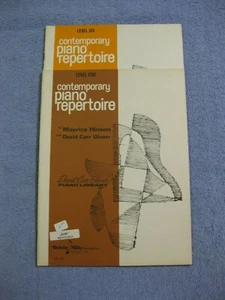 LEVEL SIX
contemporary
piano
repertoire
LEVEL FIVE
contemporary
piano
repertoire
by Maurice Hinson
and David Carr Glover
David Carr Glover
PIANO LIBRARY